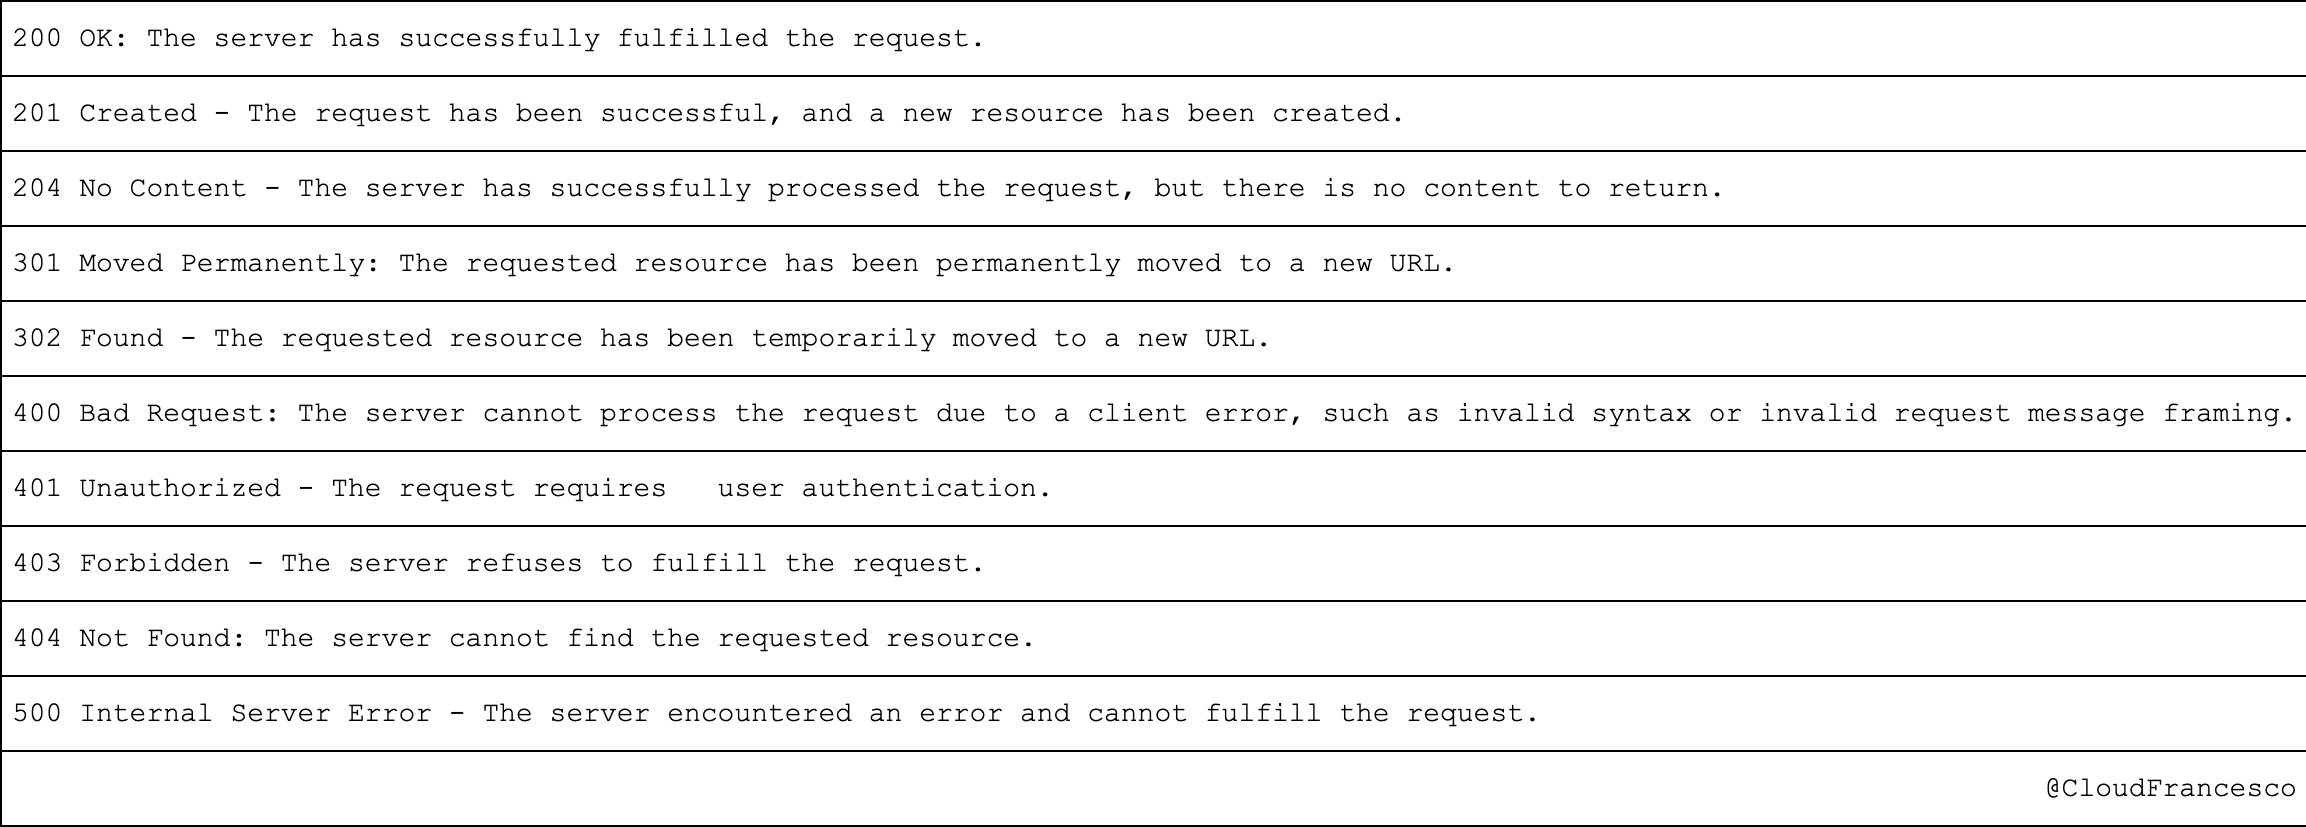 200 OK: The server has successfully fulfilled the request.
201 Created - The request has been successful, and a new resource has been created.
204 No Content - The server has successfully processed the request, but there is no content to return.
301 Moved Permanently: The requested resource has been permanently moved to a new URL.
302 Found - The requested resource has been temporarily moved to a new URL.
400 Bad Request: The server cannot process the request due to a client error, such as invalid syntax or invalid request message framing.
401 Unauthorized - The request requires   user authentication.
403 Forbidden - The server refuses to fulfill the request.
404 Not Found: The server cannot find the requested resource.
500 Internal Server Error - The server encountered an error and cannot fulfill the request.
@CloudFrancesco